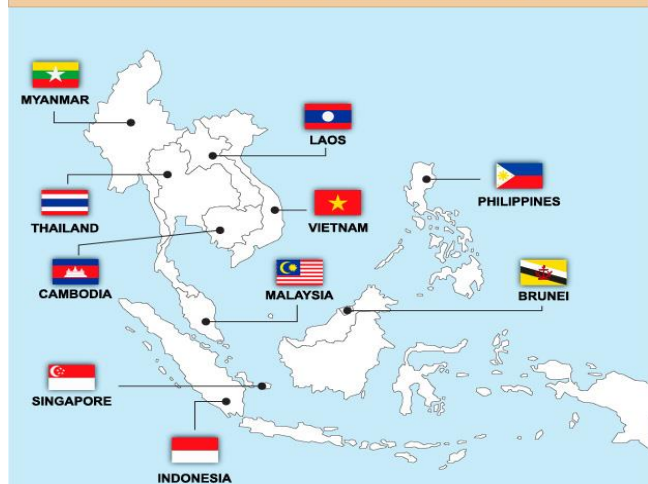 MYANMAR
LAOS
PHILIPPINES
THAILAND
VIETNAM
CAMBODIA
MALAYSIA
BRUNEI
SINGAPORE
INDONESIA